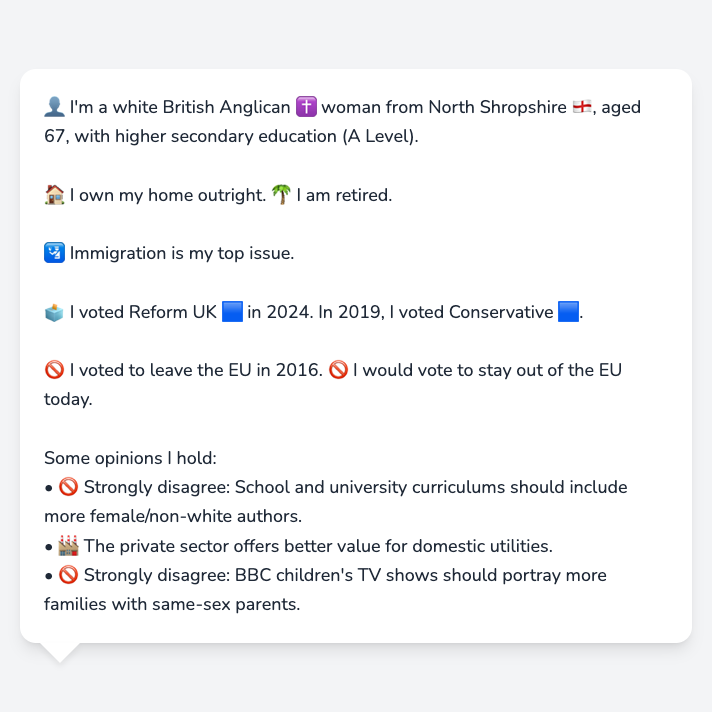 👤 I'm a white British Anglican ✝️ woman from North Shropshire 🏴󠁧󠁢󠁥󠁮󠁧󠁿, aged
67, with higher secondary education (A Level).
🏠 I own my home outright. 🌴 I am retired.
🛂 Immigration is my top issue.
🗳️ I voted Reform UK 🟦 in 2024. In 2019, I voted Conservative 🟦.
🚫 I voted to leave the EU in 2016. 🚫 I would vote to stay out of the EU
today.
Some opinions I hold:
• 🚫 Strongly disagree: School and university curriculums should include
more female/non-white authors.
• 🏭 The private sector offers better value for domestic utilities.
• 🚫 Strongly disagree: BBC children's TV shows should portray more
families with same-sex parents.